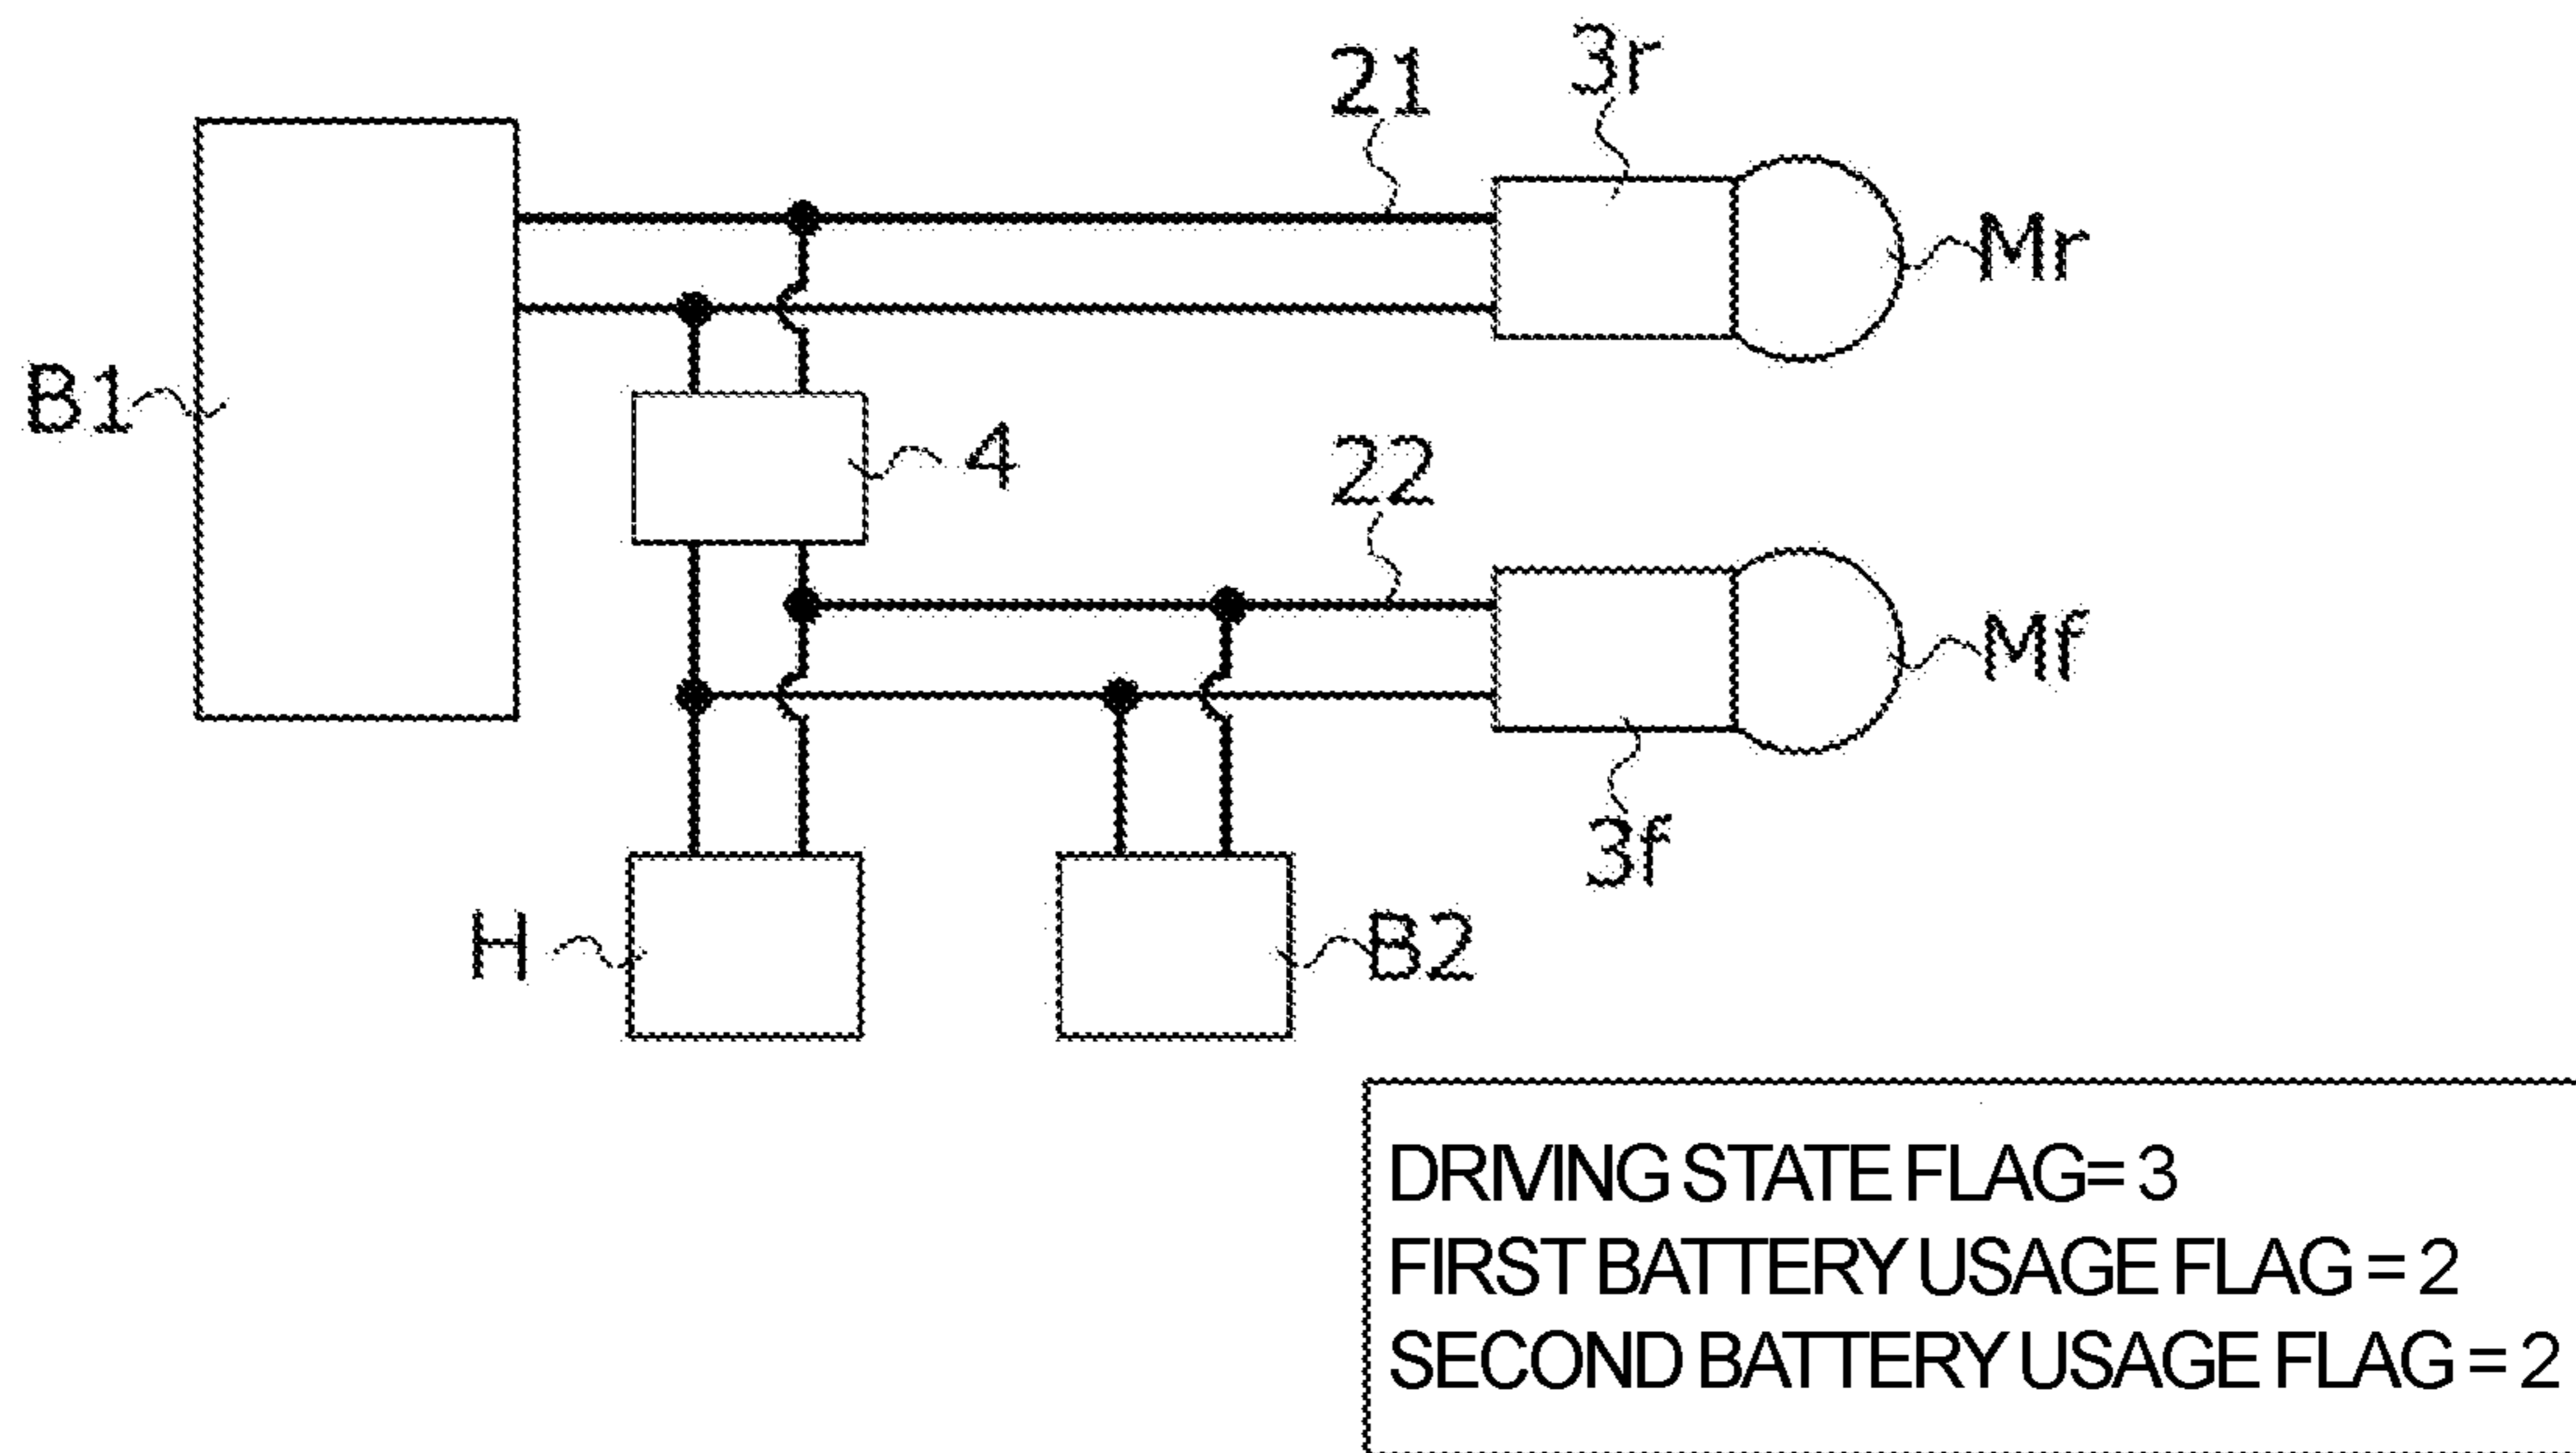 3r
21
Mr
B1
4
22
Mf
3f
H
B2
DRIVING STATE FLAG= 3
FIRST BATTERY USAGE FLAG = 2
SECOND BATTERY USAGE FLAG = 2